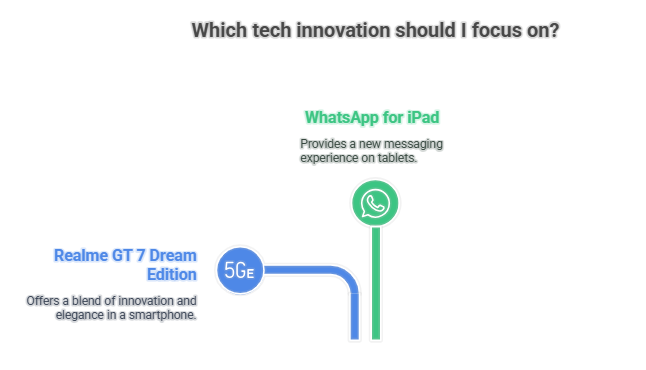 Which tech innovation should I focus on?
WhatsApp for iPad
Provides a new messaging
experience on tablets.
Realme GT 7 Dream
Edition
5GE
Offers a blend of innovation and
elegance in a smartphone.